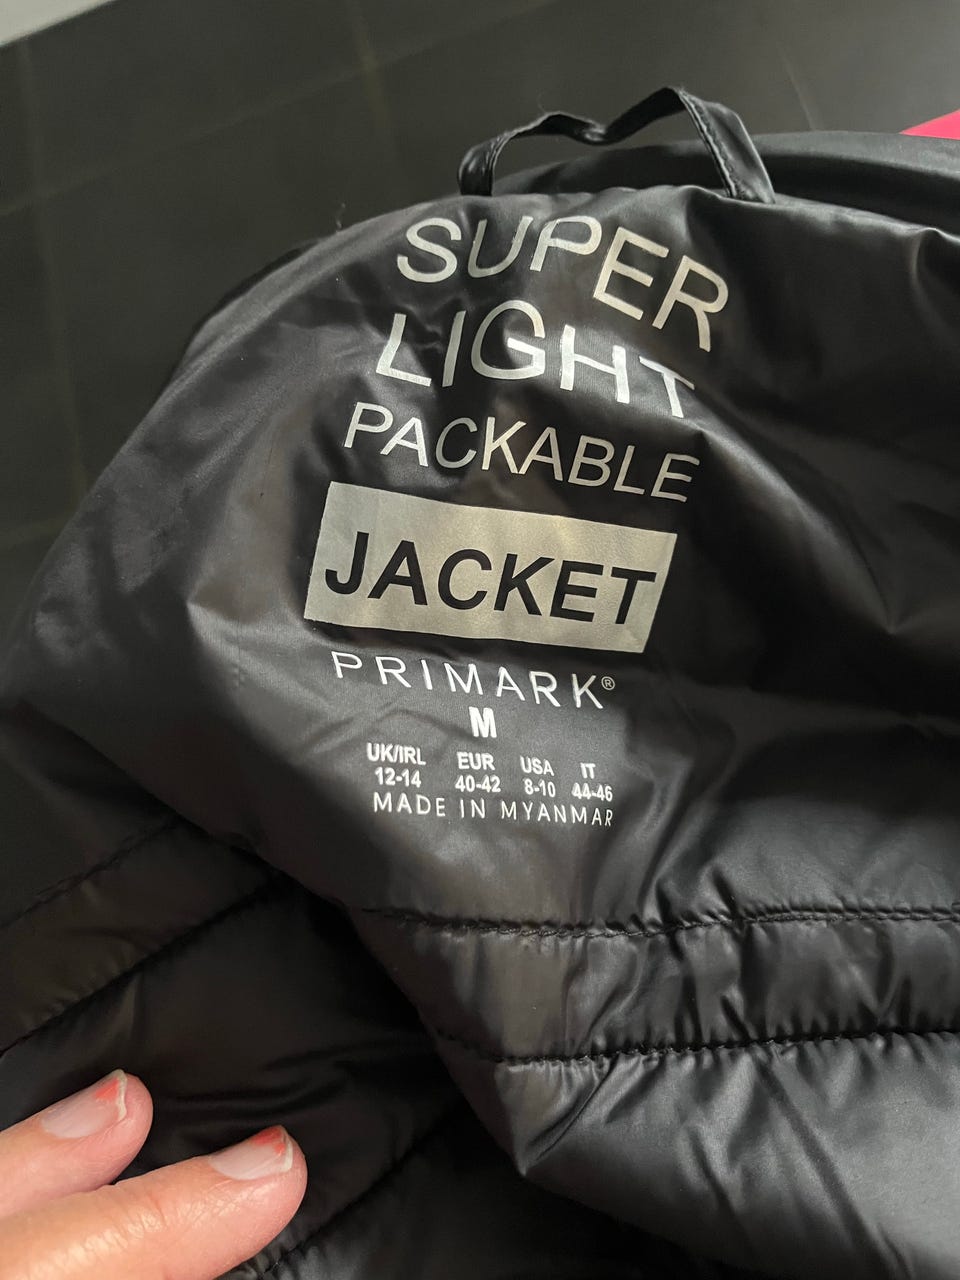 SUPER
LIGHT
PACKABLE
JACKET
PRIMARK®
M
UK/IRL EUR USA IT
12-14 40-42 8-10 44-46
MADE IN MYANMAR